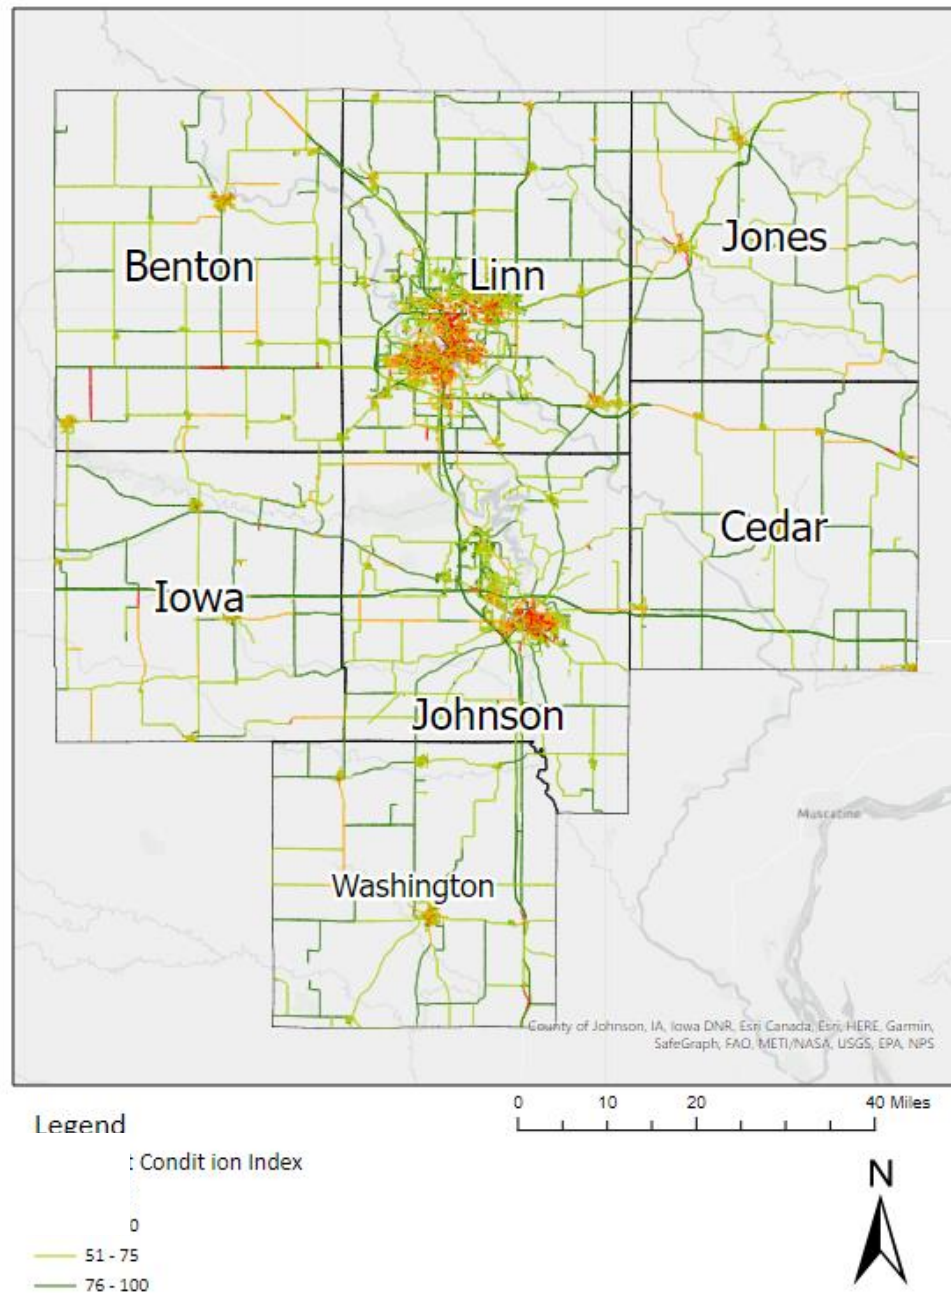 Jones
Benton
Linn
Cedar
Iowa
Johnson
Muscatine
Washington
County of Johnson, IA, Iowa DNR, Esri Canada, Esri, HERE, Garmin,
SafeGraph, FAO, METI/NASA, USGS, EPA, NPS
0 10 20 40 Miles
Legend
Condit ion Index
N
0
51 - 75
76 - 100